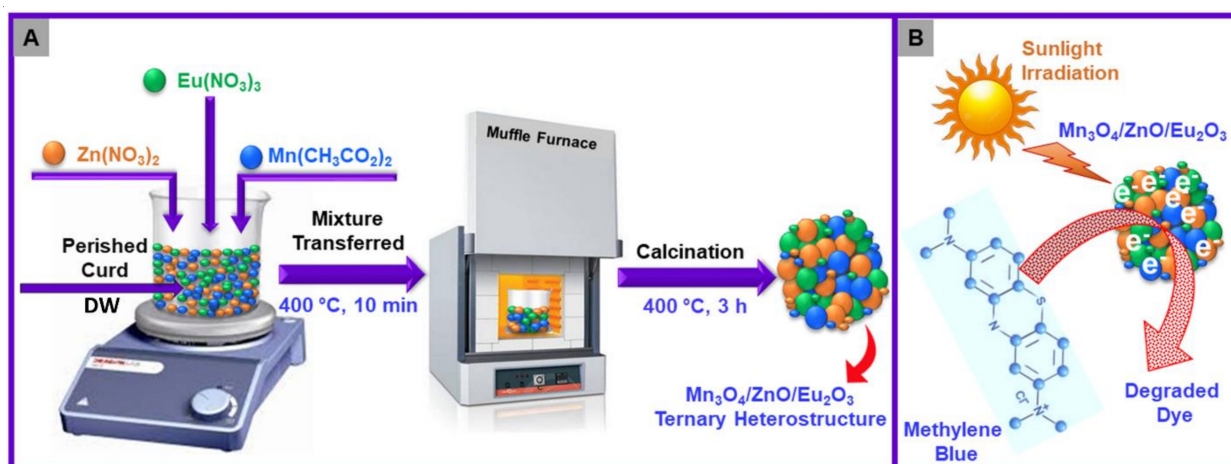 A
Eu(NO₃)₃
Zn(NO₃)₂
Mn(CH₃CO₂)₂
Perished
Curd
DW
Mixture
Transferred
400 °C, 10 min
Muffle Furnace
Calcination
400 °C, 3 h
Mn₃O₄/ZnO/Eu₂O₃
Ternary Heterostructure
B
Sunlight
Irradiation
Mn₃O₄/ZnO/Eu₂O₃
e⁻ e⁻
e⁻
e⁻
e⁻
e⁻ e⁻
N
S
N
Cl⁻
N⁺
Methylene
Blue
Degraded
Dye